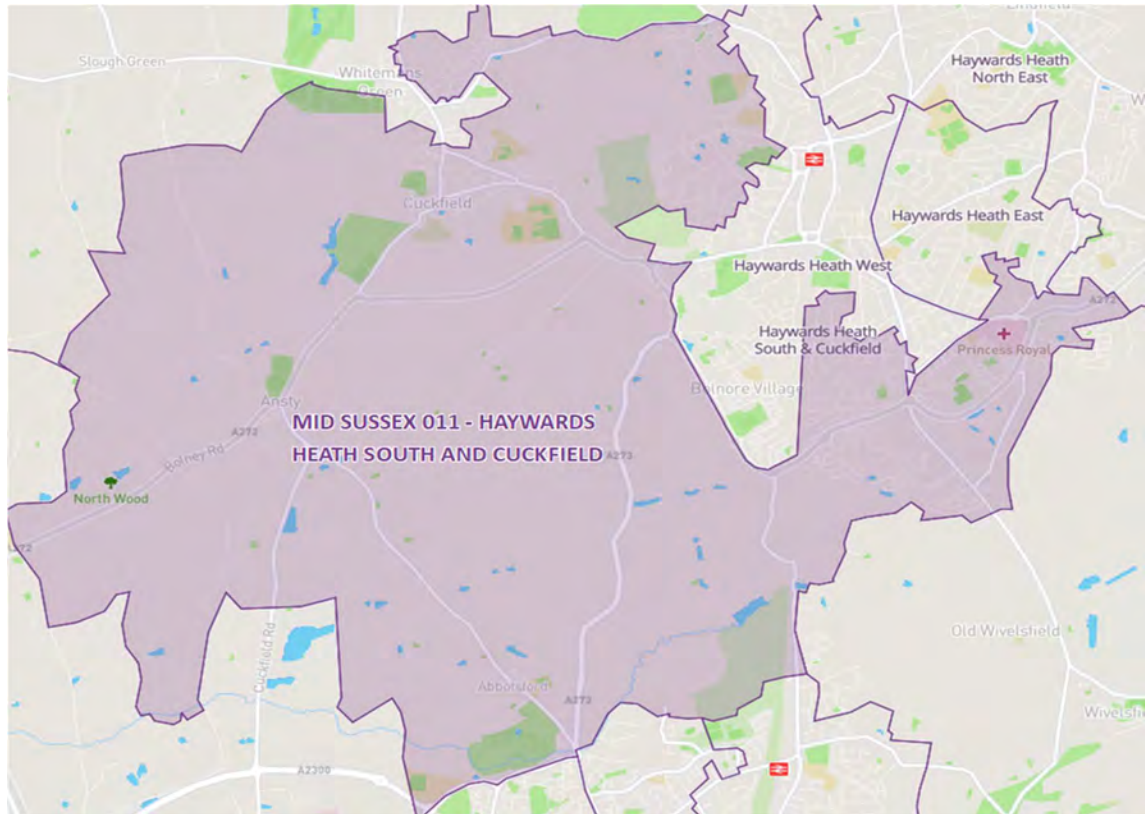 Lindfield
Slough Green
Haywards Heath
North East
Whitemans
Green
Cuckfield
Haywards Heath East
Haywards Heath West
A272
Haywards Heath
South & Cuckfield
Princess Royal
Bolnore Village
Ansty
MID SUSSEX 011 - HAYWARDS
HEATH SOUTH AND CUCKFIELD
A272
A273
Bolney Rd
North Wood
A272
Old Wivelsfield
Cuckfield Rd
Abbotsford
A273
Wivelsfi
A2300